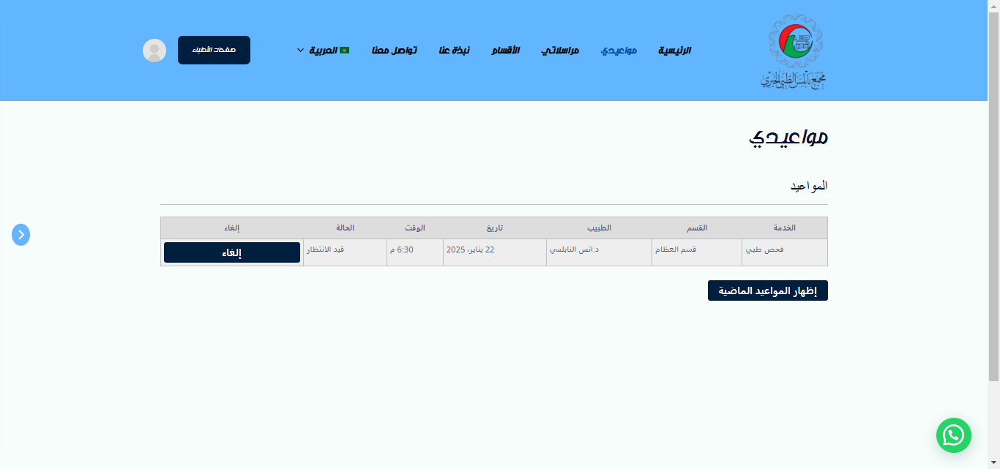 مجمع نابلس الطبي الخيري
الرئيسية
مواعيدي
مراسلاتي
الأقسام
نبذة عنا
تواصل معنا
العربية
صفحات الأطباء
مواعيدي
المواعيد
الخدمة القسم الطبيب تاريخ الوقت الحالة إلغاء
فحص طبي قسم العظام د.انس النابلسي 22 يناير، 2025 6:30 م قيد الانتظار إلغاء
إظهار المواعيد الماضية